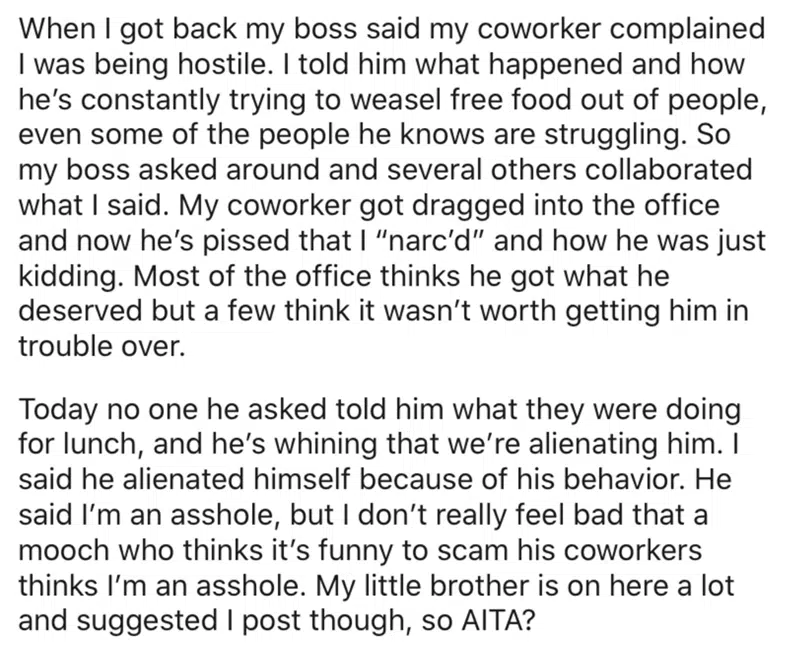 When I got back my boss said my coworker complained
I was being hostile. I told him what happened and how
he's constantly trying to weasel free food out of people,
even some of the people he knows are struggling. So
my boss asked around and several others collaborated
what I said. My coworker got dragged into the office
and now he's pissed that I “narc'd” and how he was just
kidding. Most of the office thinks he got what he
deserved but a few think it wasn't worth getting him in
trouble over.
Today no one he asked told him what they were doing
for lunch, and he's whining that we're alienating him. I
said he alienated himself because of his behavior. He
said I'm an asshole, but I don't really feel bad that a
mooch who thinks it's funny to scam his coworkers
thinks I'm an asshole. My little brother is on here a lot
and suggested I post though, so AITA?